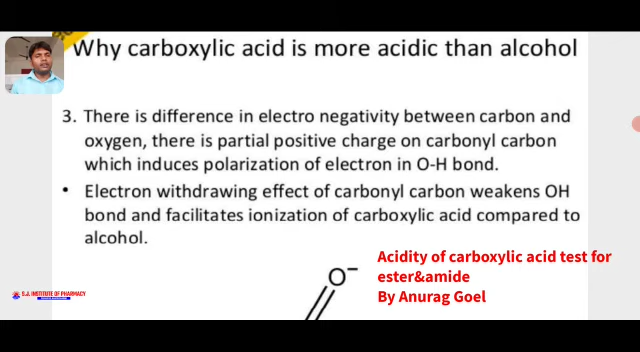 Why carboxylic acid is more acidic than alcohol
3. There is difference in electro negativity between carbon and
oxygen, there is partial positive charge on carbonyl carbon
which induces polarization of electron in O-H bond.
• Electron withdrawing effect of carbonyl carbon weakens OH
bond and facilitates ionization of carboxylic acid compared to
alcohol.
O⁻
Acidity of carboxylic acid test for
ester&amide
By Anurag Goel
S.J. INSTITUTE OF PHARMACY